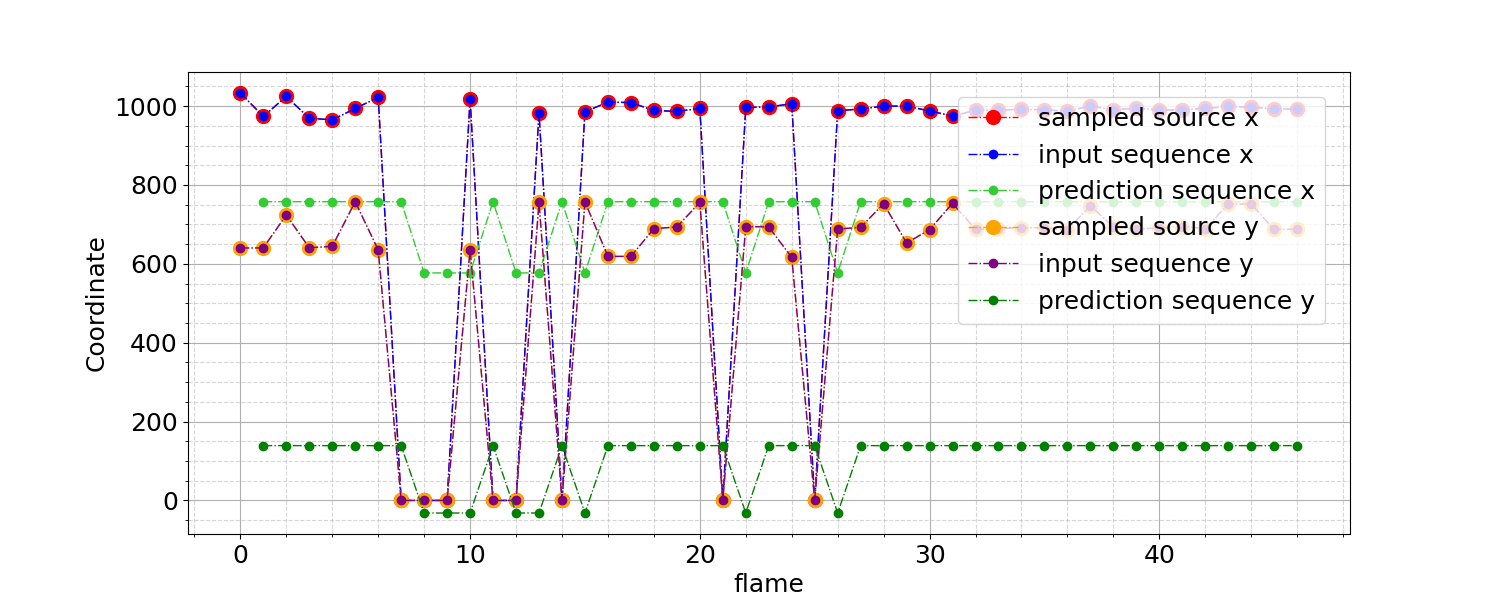 1000
800
600
400
200
0
Coordinate
0 10 20 30 40
flame
sampled source x
input sequence x
prediction sequence x
sampled source y
input sequence y
prediction sequence y